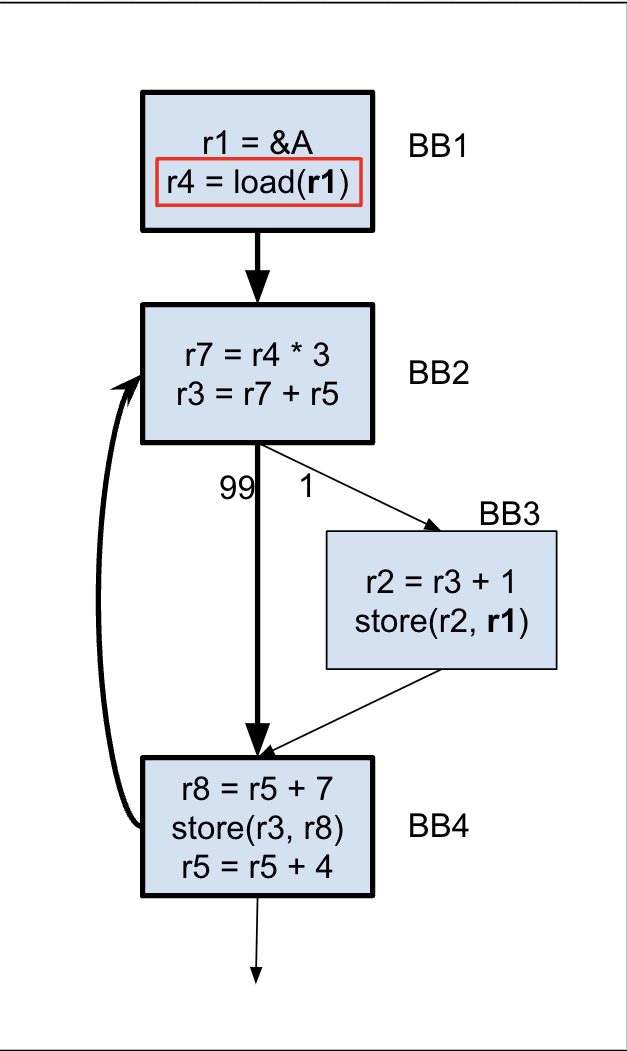 r1 = &A
r4 = load(r1)
BB1
r7 = r4 * 3
r3 = r7 + r5
BB2
99
1
BB3
r2 = r3 + 1
store(r2, r1)
r8 = r5 + 7
store(r3, r8)
r5 = r5 + 4
BB4